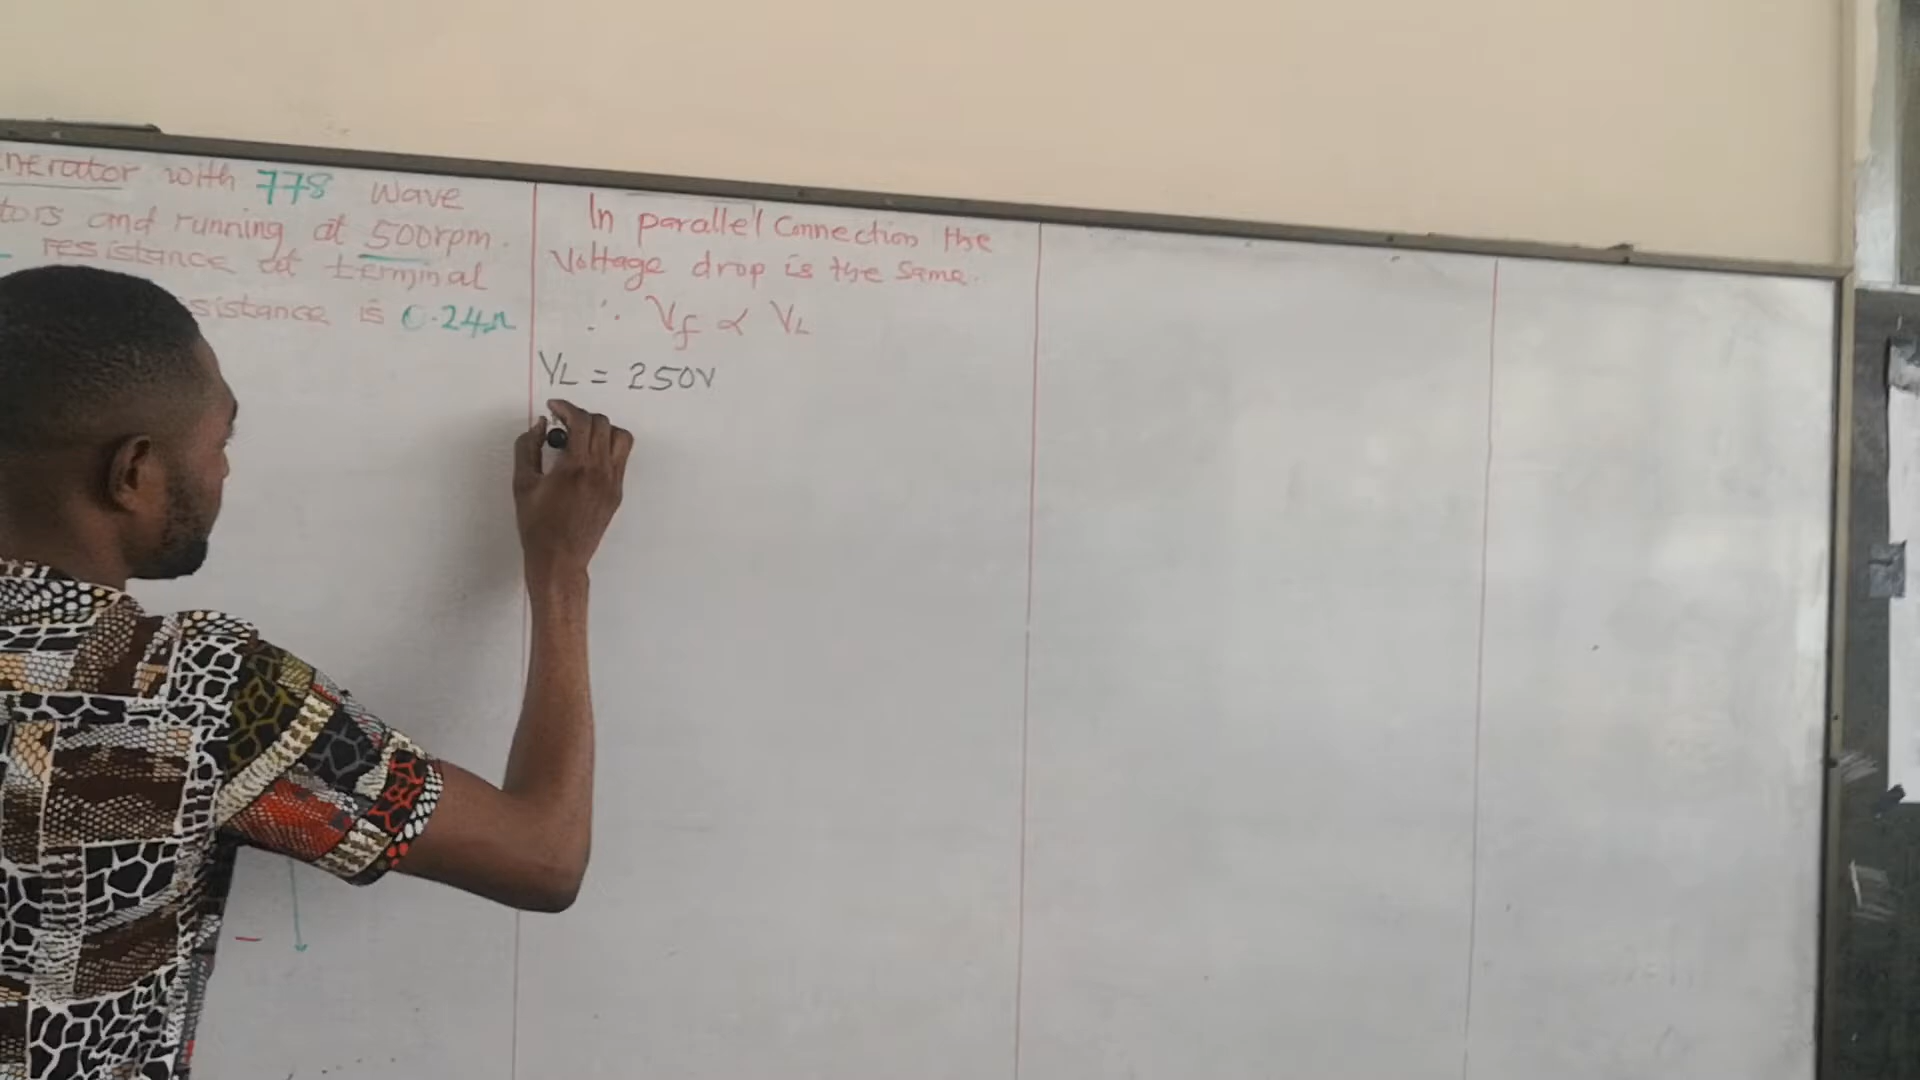 nerator with 778 wave
tors and running at 500rpm.
resistance at terminal
sistance is 0.24Ω
In parallel Connection the
Voltage drop is the same.
∴ Vf ∝ VL
VL = 250V